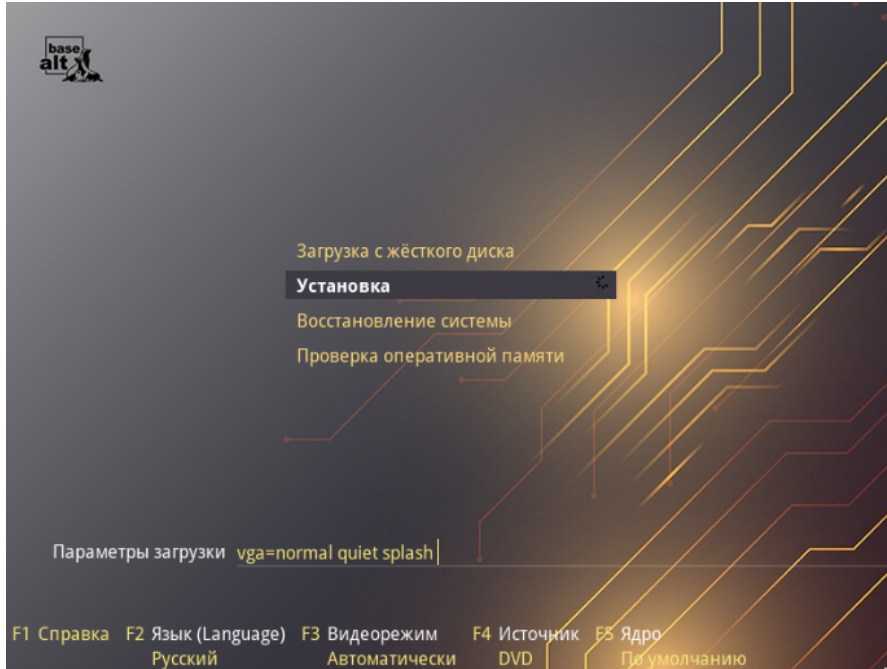 base
alt
Загрузка с жёсткого диска
Установка
Восстановление системы
Проверка оперативной памяти
Параметры загрузки vga=normal quiet splash
F1 Справка F2 Язык (Language) F3 Видеорежим F4 Источник F5 Ядро
Русский Автоматически DVD По умолчанию